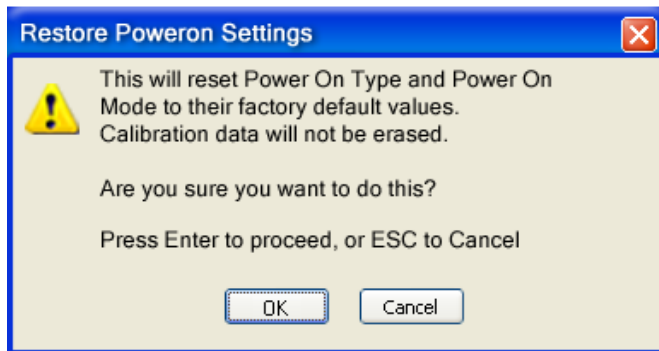 Restore Poweron Settings
This will reset Power On Type and Power On
Mode to their factory default values.
Calibration data will not be erased.
Are you sure you want to do this?
Press Enter to proceed, or ESC to Cancel
OK
Cancel